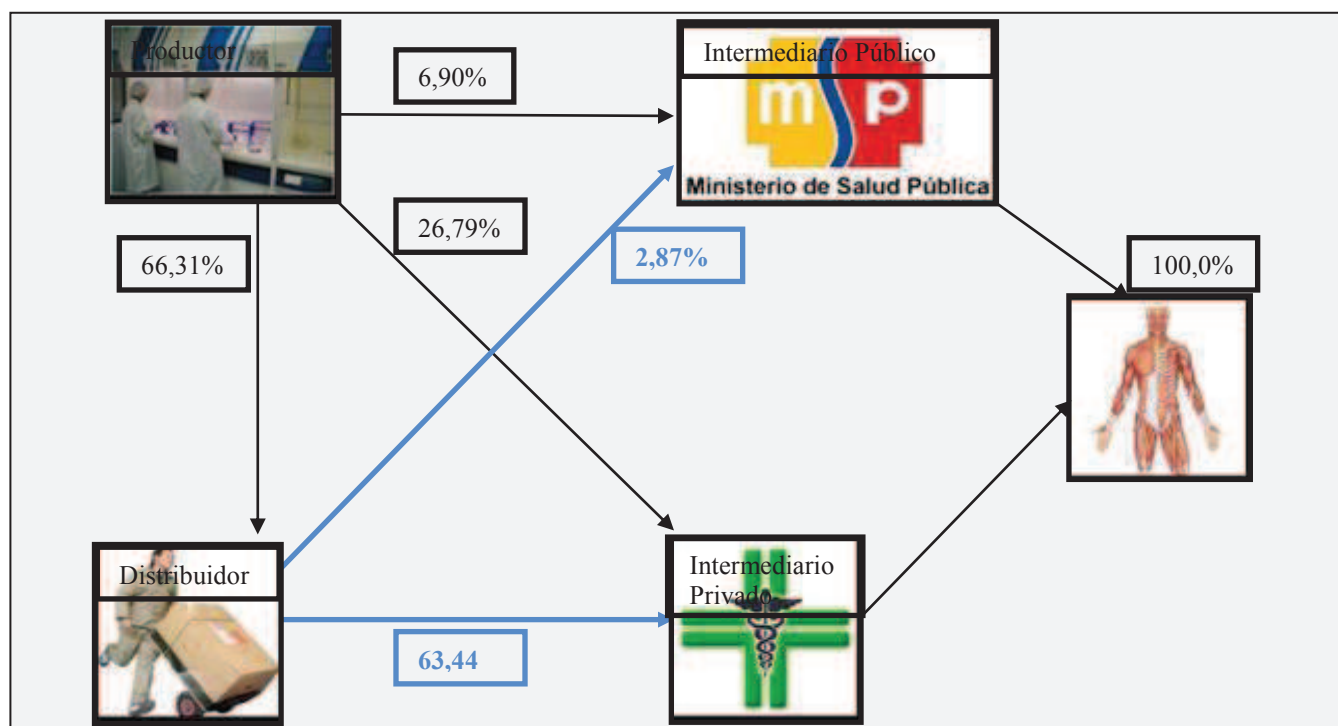 Productor
6,90%
Intermediario Público
msp
Ministerio de Salud Pública
26,79%
66,31%
2,87%
100,0%
Distribuidor
Intermediario
Privado
63,44